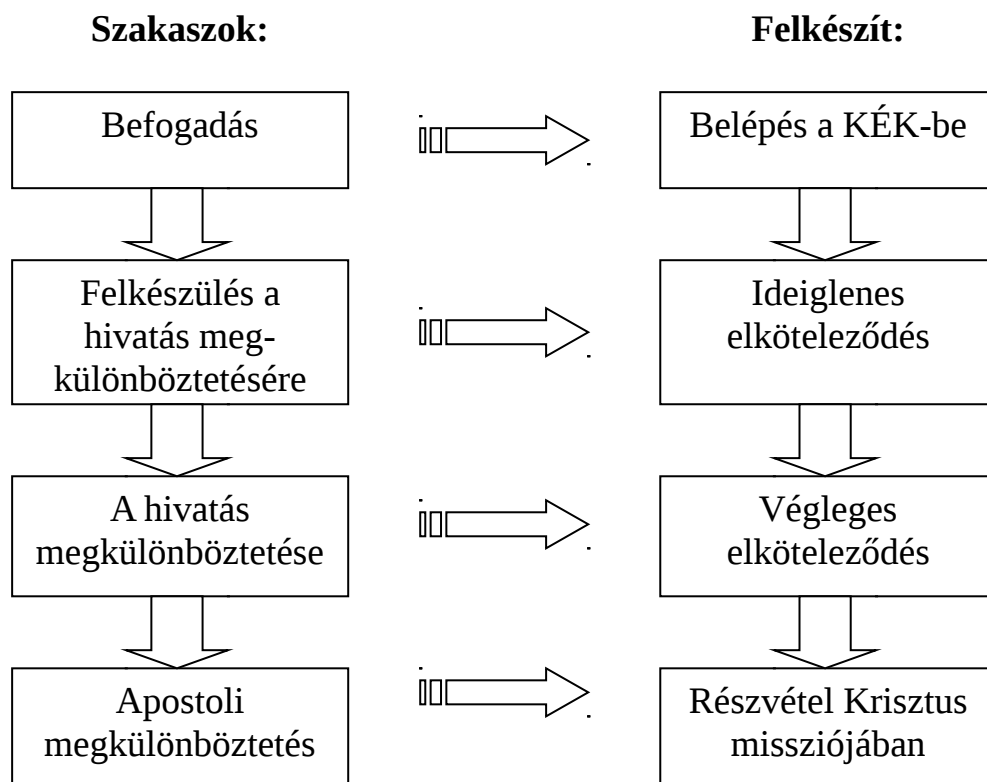 Szakaszok:
Felkészít:
Befogadás
Belépés a KÉK-be
Felkészülés a
hivatás meg-
különböztetésére
Ideiglenes
elköteleződés
A hivatás
megkülönböztetése
Végleges
elköteleződés
Apostoli
megkülönböztetés
Részvétel Krisztus
missziójában